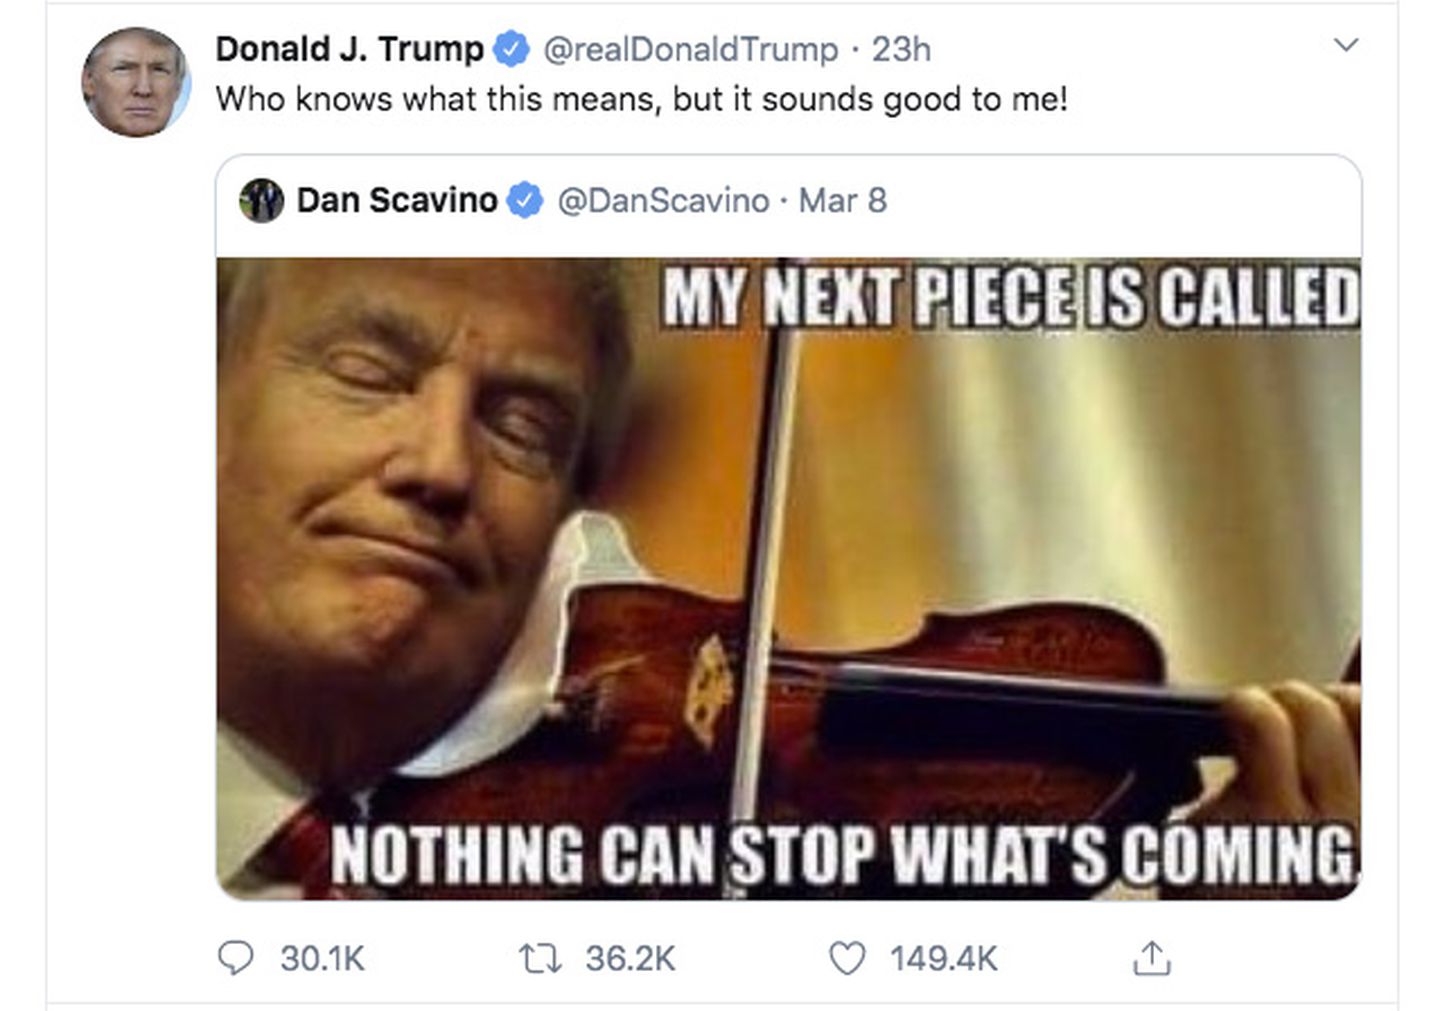 Donald J. Trump @realDonaldTrump · 23h
Who knows what this means, but it sounds good to me!
Dan Scavino @DanScavino · Mar 8
MY NEXT PIECE IS CALLED
NOTHING CAN STOP WHAT'S COMING
30.1K 36.2K 149.4K